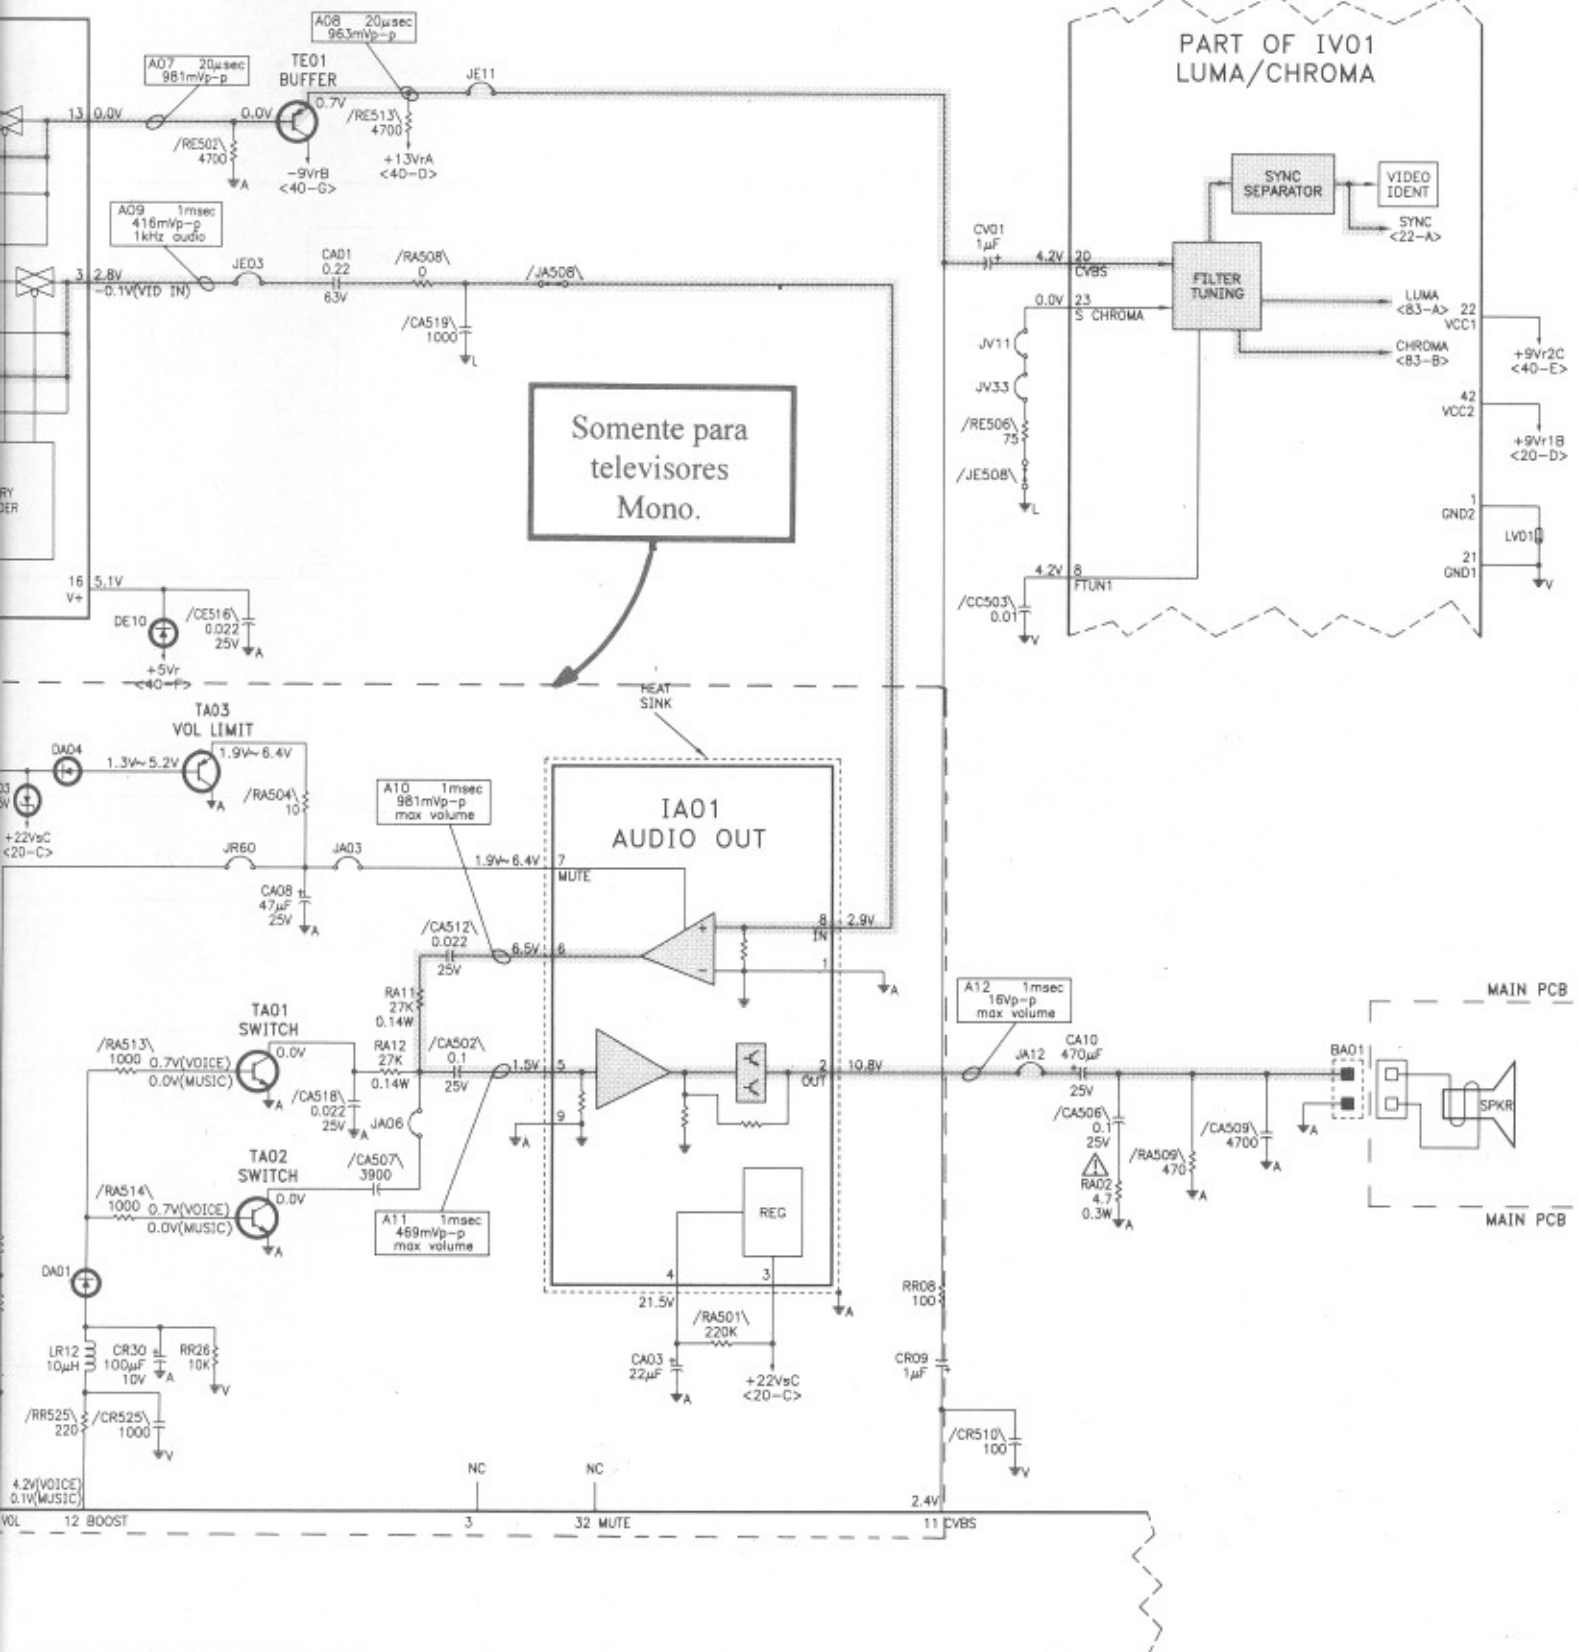 A08 20µsec
963mVp-p
PART OF IV01
LUMA/CHROMA
A07 20µsec
981mVp-p
TE01
BUFFER
JE11
13 0.0V
0.0V
0.7V
/RE513\
4700
/RE502\
4700
A
-9VrB
<40-G>
+13VrA
<40-D>
SYNC
SEPARATOR
VIDEO
IDENT
SYNC
<22-A>
A09 1msec
416mVp-p
1kHz audio
CV01
1µF
+
4.2V 20
CVBS
FILTER
TUNING
3 2.8V
-0.1V(VID IN)
JE03
CA01
0.22
63V
/RA508\
0
/JA508\
/CA519\
1000
L
0.0V 23
S CHROMA
LUMA
<83-A>
22
VCC1
CHROMA
<83-B>
+9Vr2C
<40-E>
JV11
JV33
42
VCC2
/RE506\
75
+9Vr1B
<20-D>
/JE508\
L
Somente para
televisores
Mono.
1
GND2
LV01
21
GND1
V
4.2V 8
FTUN1
/CC503\
0.01
V
RY
DER
16 5.1V
V+
DE10
/CE516\
0.022
25V
A
+5Vr
<40-F>
HEAT
SINK
TA03
VOL LIMIT
DA04
1.3V~5.2V
1.9V~6.4V
A
/RA504\
10
+22VsC
<20-C>
A10 1msec
981mVp-p
max volume
IA01
AUDIO OUT
JR60
JA03
1.9V~6.4V 7
MUTE
CA08 +
47µF
25V
A
/CA512\
0.022
25V
6.5V 6
+
-
8 2.9V
IN
1
A
RA11
27K
0.14W
TA01
SWITCH
/RA513\
1000
0.7V(VOICE)
0.0V(MUSIC)
0.0V
A
RA12
27K
0.14W
/CA502\
0.1
25V
1.5V 5
9
A
2 10.8V
OUT
A12 1msec
16Vp-p
max volume
JA12
CA10
470µF
+
25V
MAIN PCB
BA01
SPKR
A
/CA518\
0.022
25V
A
JA06
/CA506\
0.1
25V
RA02
4.7
0.3W
A
/RA509\
470
A
/CA509\
4700
A
MAIN PCB
TA02
SWITCH
/CA507\
3900
/RA514\
1000
0.7V(VOICE)
0.0V(MUSIC)
0.0V
A
A11 1msec
469mVp-p
max volume
REG
DA01
4
3
21.5V
/RA501\
220K
A
CA03 +
22µF
A
+22VsC
<20-C>
RR08
100
CR09
1µF
+
LR12
10µH
CR30 +
100µF
10V
A
RR26
10K
V
/RR525\
220
/CR525\
1000
V
/CR510\
100
V
4.2V(VOICE)
0.1V(MUSIC)
NC
NC
2.4V
VOL
12 BOOST
3
32 MUTE
11 CVBS